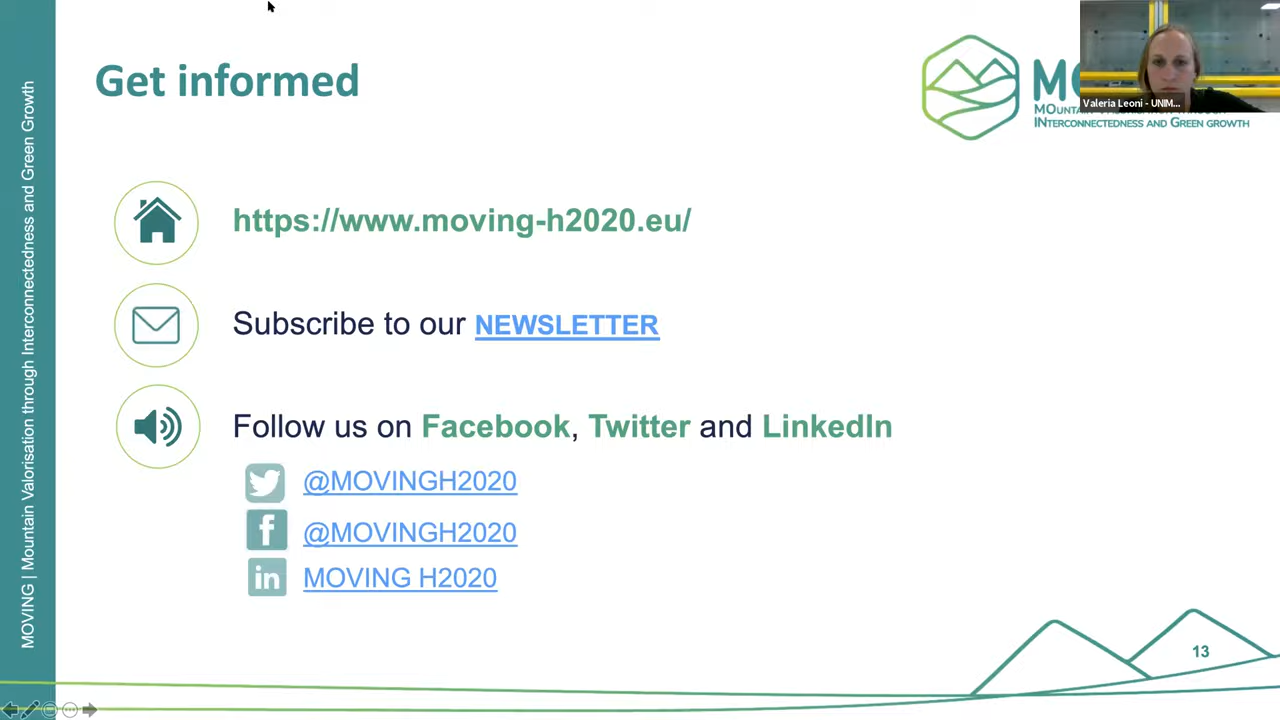 Get informed
MO
Valeria Leoni - UNIM...
INTERCONNECTEDNESS AND GREEN GROWTH
MOVING | Mountain Valorisation through Interconnectedness and Green Growth
https://www.moving-h2020.eu/
Subscribe to our NEWSLETTER
Follow us on Facebook, Twitter and LinkedIn
@MOVINGH2020
f @MOVINGH2020
in MOVING H2020
13